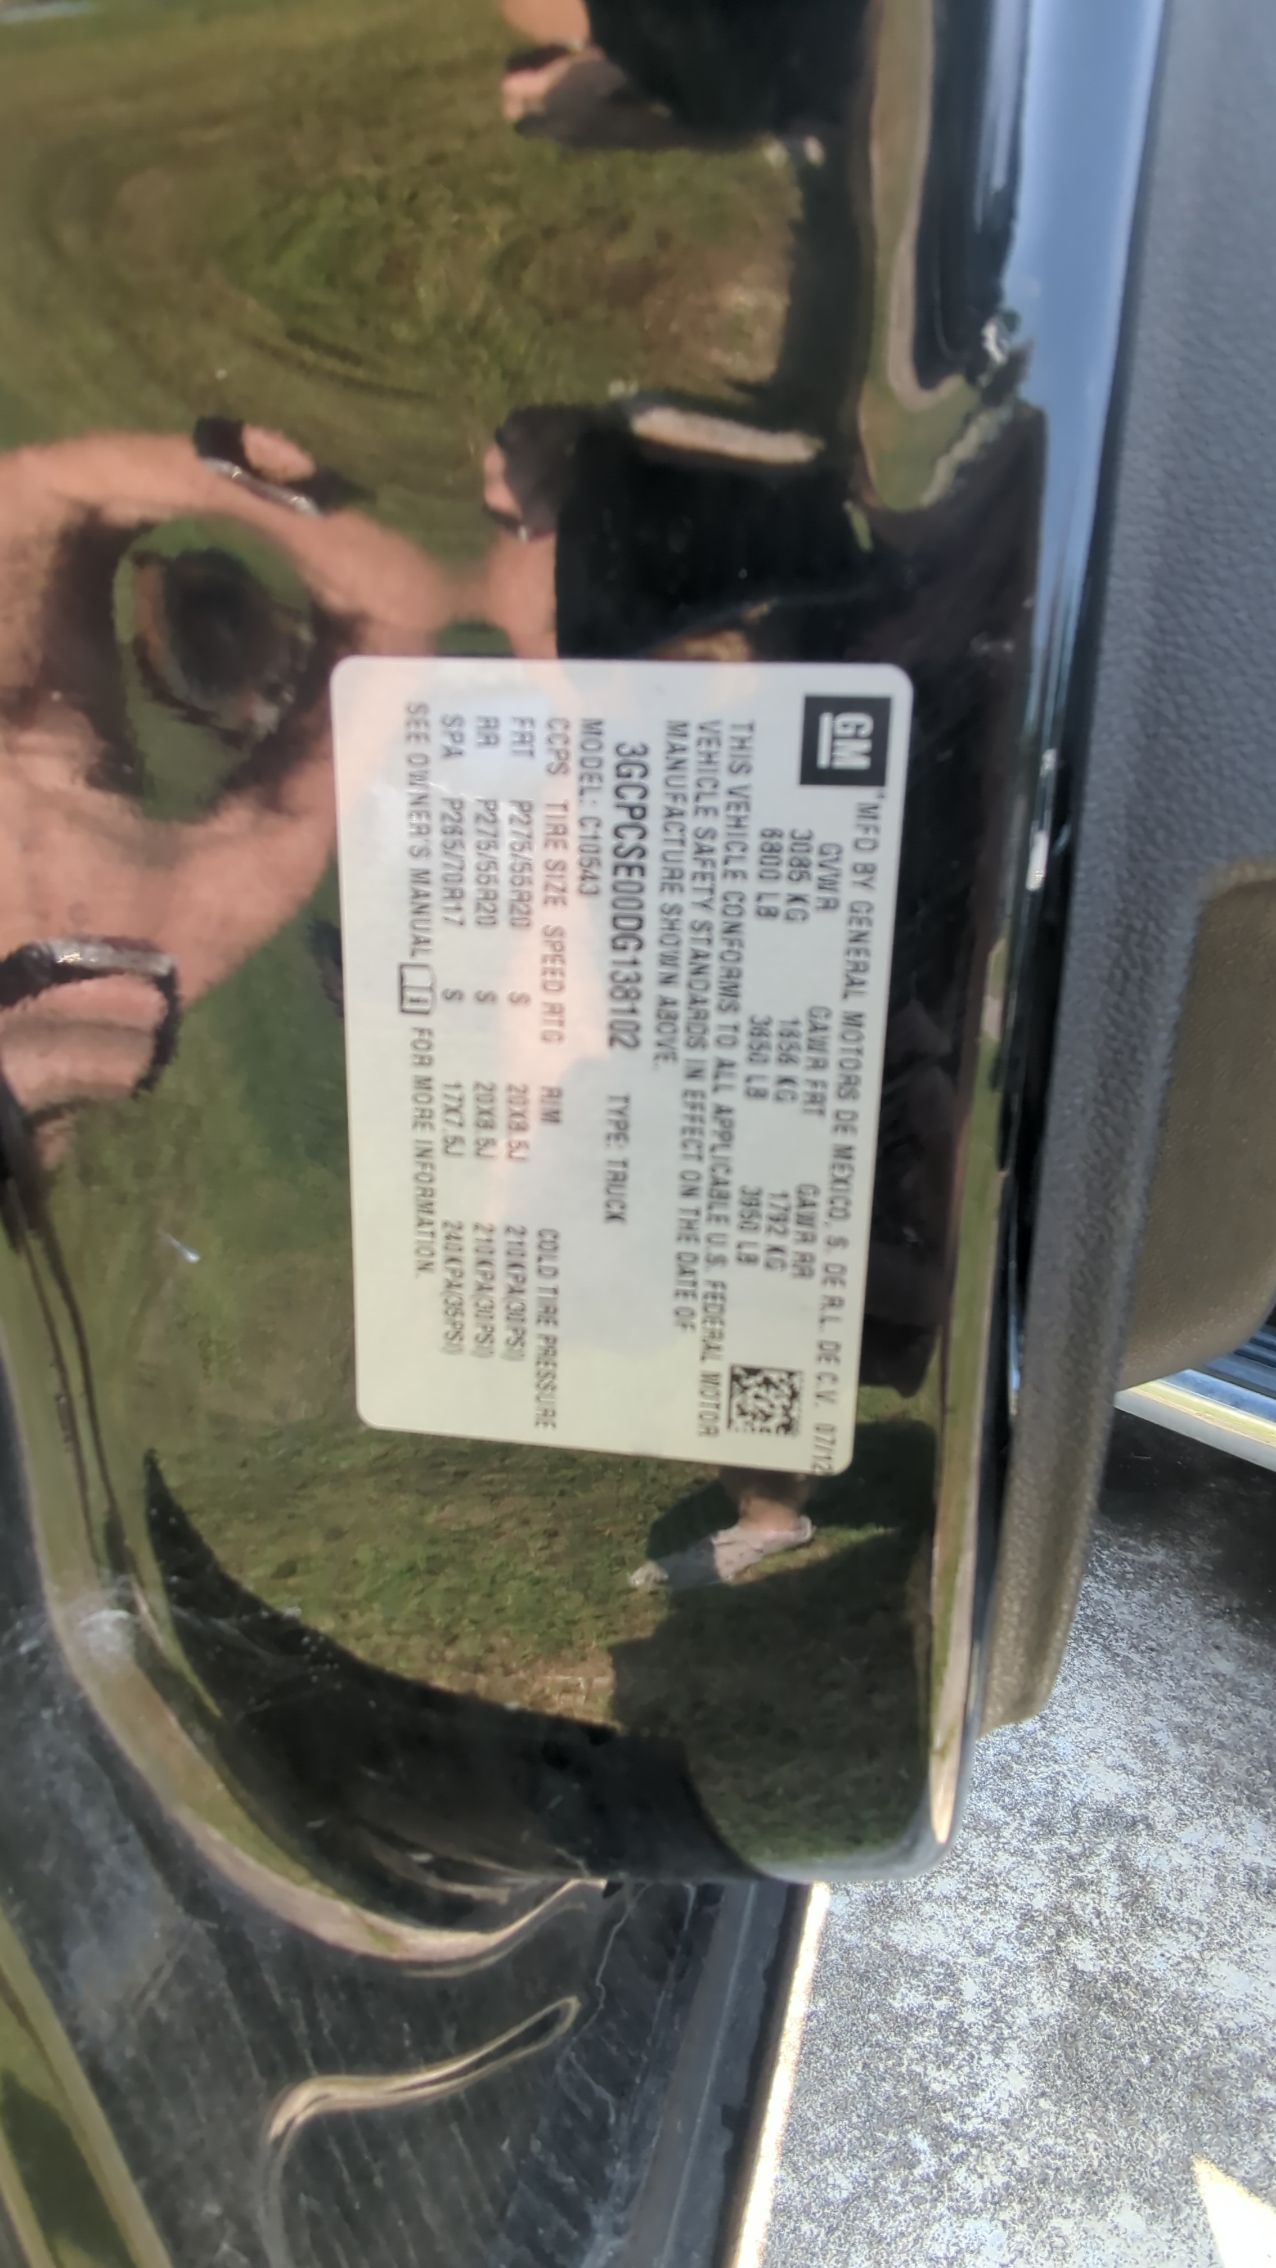 GM MFD BY GENERAL MOTORS DE MEXICO, S. DE R.L. DE C.V. 07/12
GVWR GAWR FRT GAWR RR
3085 KG 1656 KG 1792 KG
6800 LB 3650 LB 3950 LB
THIS VEHICLE CONFORMS TO ALL APPLICABLE U.S. FEDERAL MOTOR
VEHICLE SAFETY STANDARDS IN EFFECT ON THE DATE OF
MANUFACTURE SHOWN ABOVE.
3GCPCSE00DG138102 TYPE: TRUCK
MODEL: C10543
CCPS TIRE SIZE SPEED RTG RIM COLD TIRE PRESSURE
FRT P275/55R20 S 20X8.5J 210KPA(30PSI)
RR P275/55R20 S 20X8.5J 210KPA(30PSI)
SPA P265/70R17 S 17X7.5J 240KPA(35PSI)
SEE OWNER'S MANUAL FOR MORE INFORMATION.